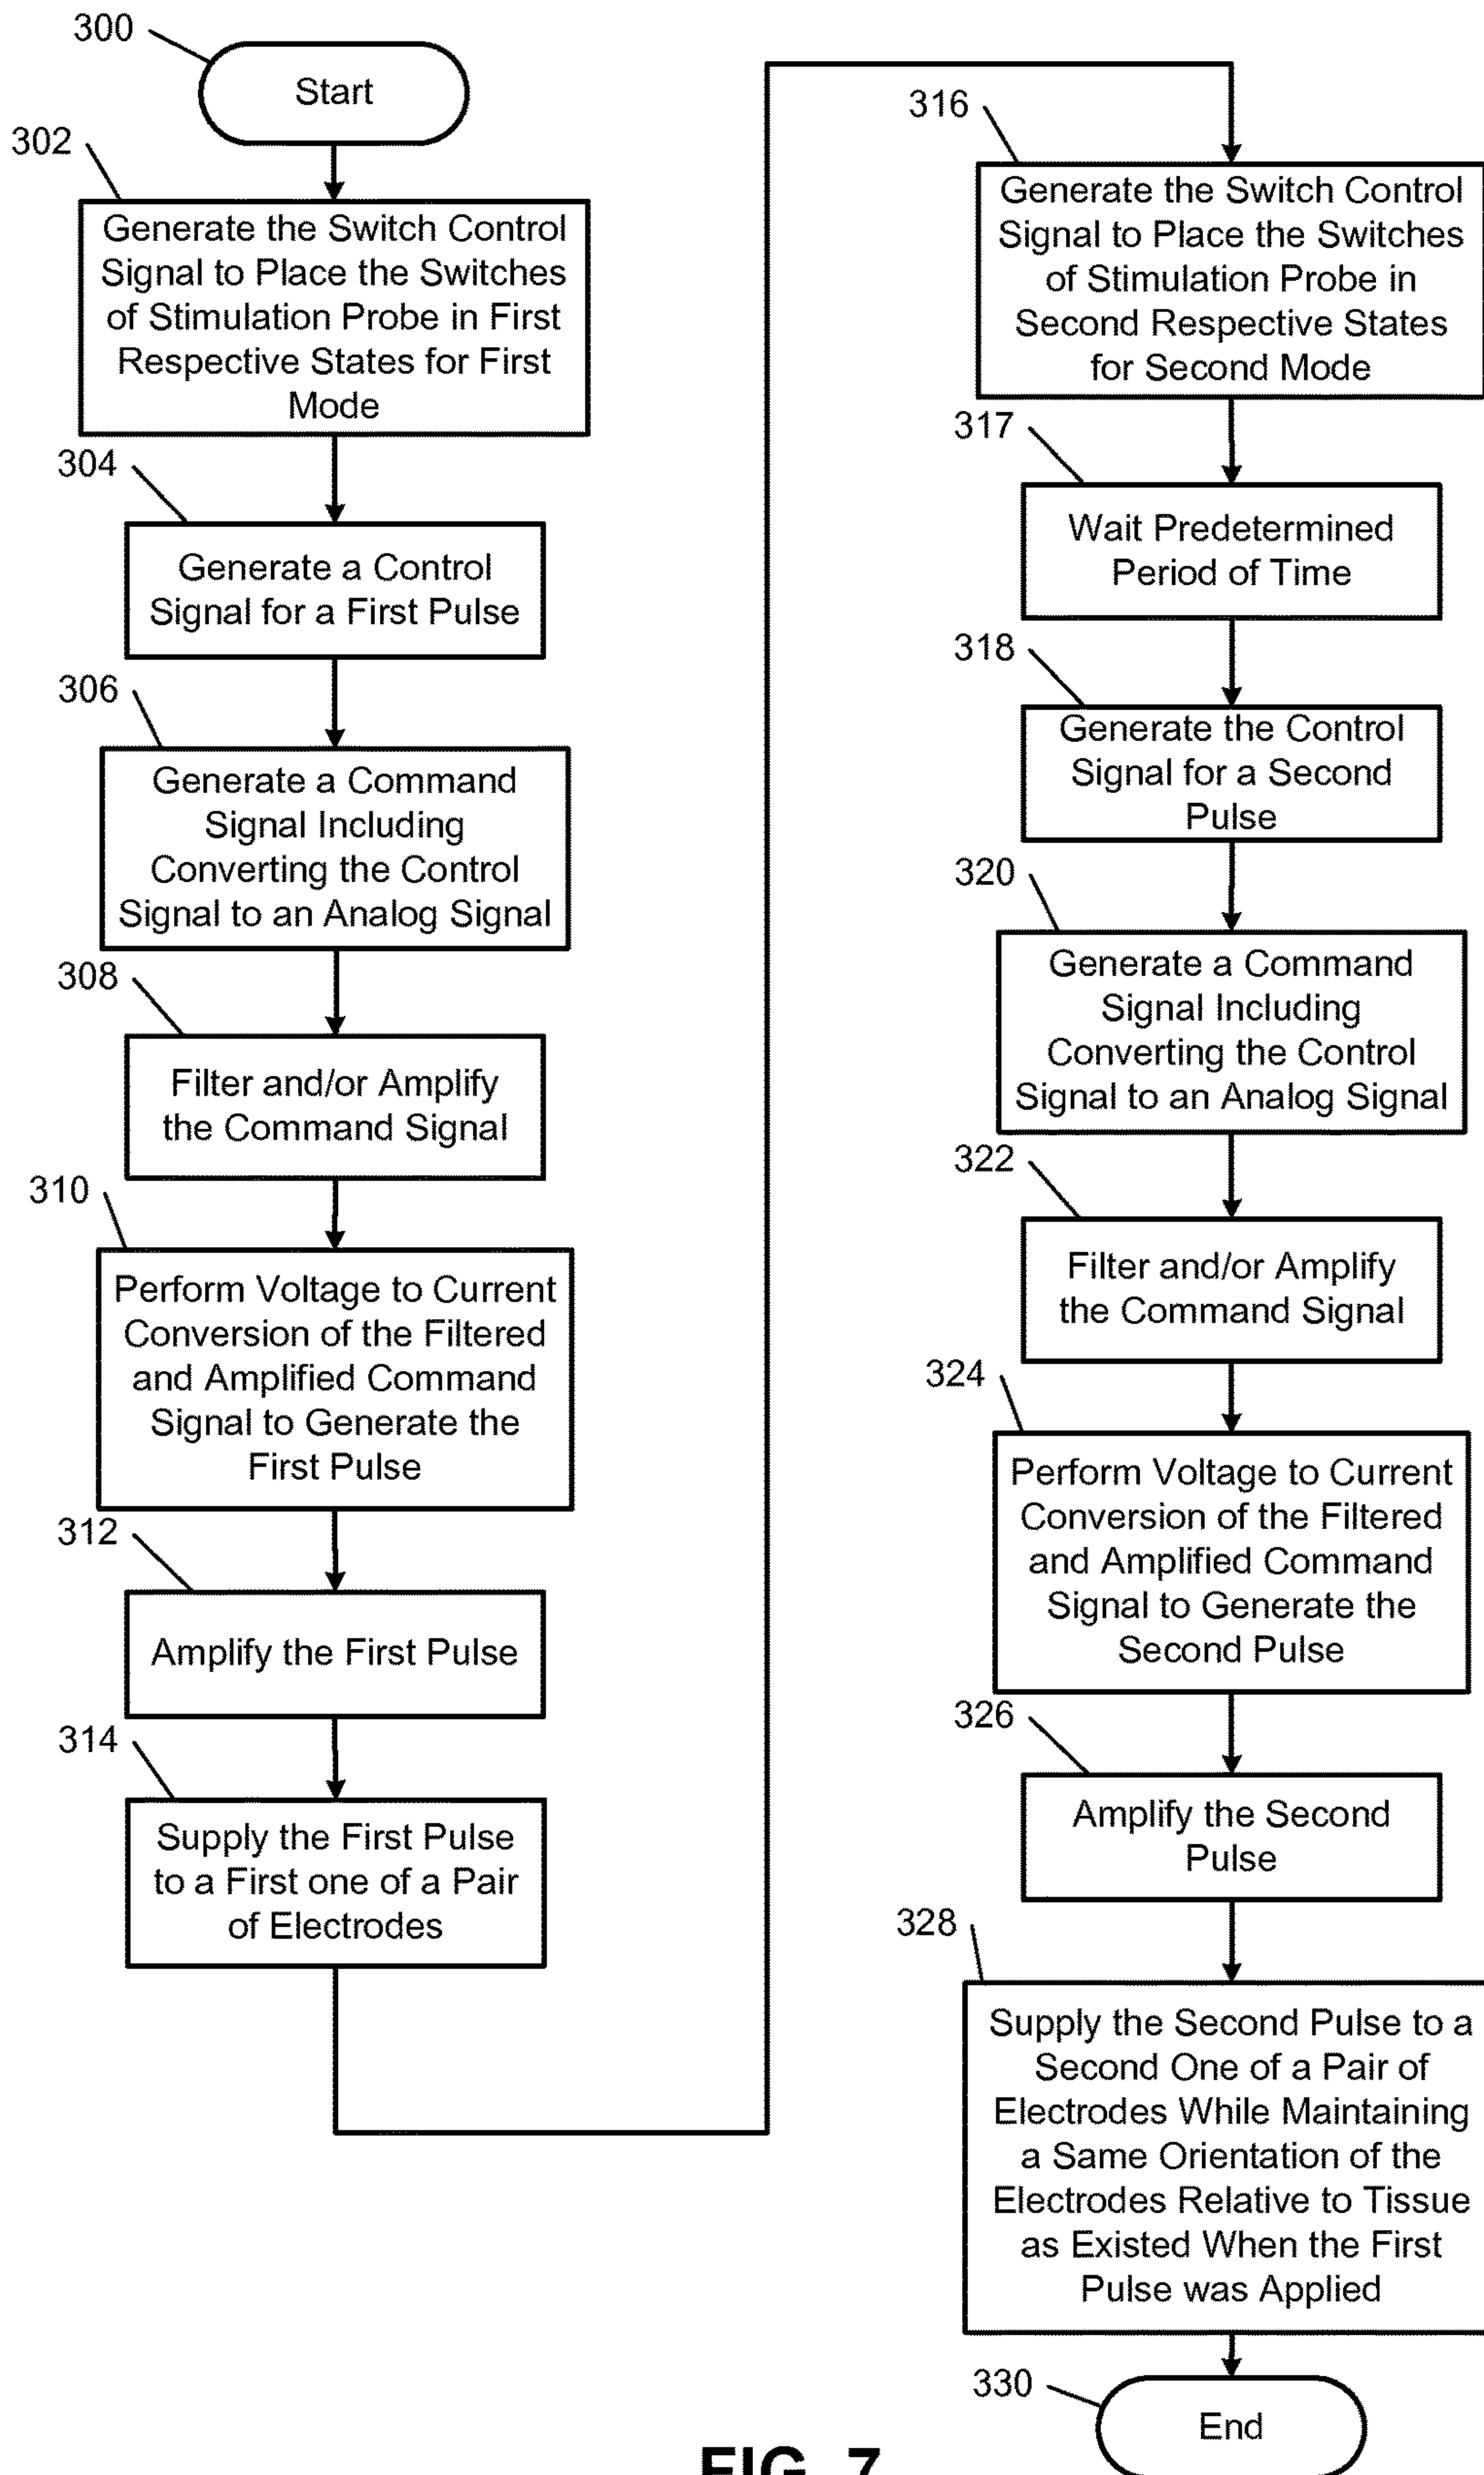 300
Start
302
Generate the Switch Control
Signal to Place the Switches
of Stimulation Probe in First
Respective States for First
Mode
304
Generate a Control
Signal for a First Pulse
306
Generate a Command
Signal Including
Converting the Control
Signal to an Analog Signal
308
Filter and/or Amplify
the Command Signal
310
Perform Voltage to Current
Conversion of the Filtered
and Amplified Command
Signal to Generate the
First Pulse
312
Amplify the First Pulse
314
Supply the First Pulse
to a First one of a Pair
of Electrodes
316
Generate the Switch Control
Signal to Place the Switches
of Stimulation Probe in
Second Respective States
for Second Mode
317
Wait Predetermined
Period of Time
318
Generate the Control
Signal for a Second
Pulse
320
Generate a Command
Signal Including
Converting the Control
Signal to an Analog Signal
322
Filter and/or Amplify
the Command Signal
324
Perform Voltage to Current
Conversion of the Filtered
and Amplified Command
Signal to Generate the
Second Pulse
326
Amplify the Second
Pulse
328
Supply the Second Pulse to a
Second One of a Pair of
Electrodes While Maintaining
a Same Orientation of the
Electrodes Relative to Tissue
as Existed When the First
Pulse was Applied
330
End
FIG. 7